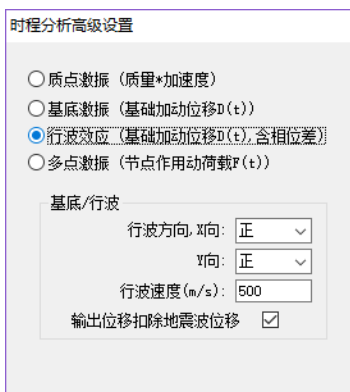 时程分析高级设置
质点激振（质量*加速度）
基底激振（基础加动位移D(t)）
行波效应（基础加动位移D(t),含相位差）
多点激振（节点作用动荷载F(t)）
基底/行波
行波方向,X向: 正
Y向: 正
行波速度(m/s): 500
输出位移扣除地震波位移